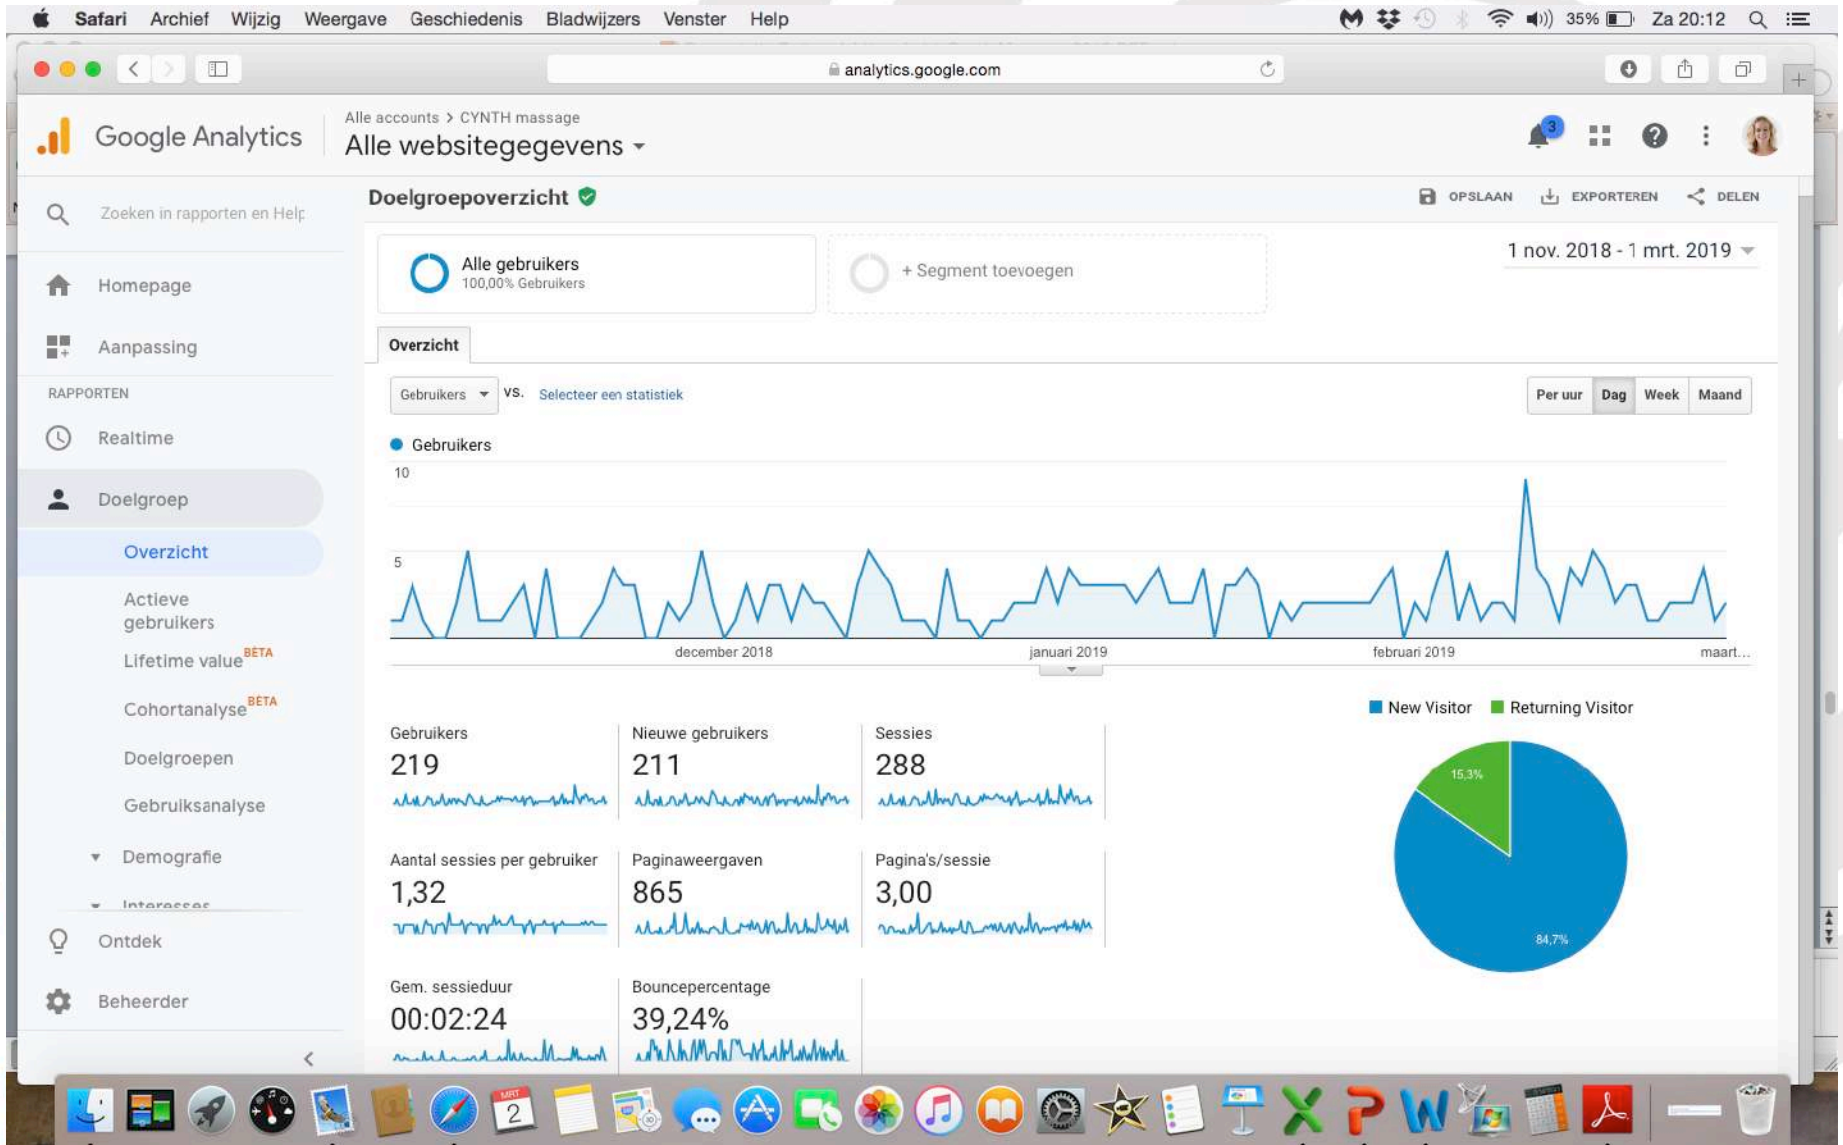 Safari Archief Wijzig Weergave Geschiedenis Bladwijzers Venster Help 35% Za 20:12
analytics.google.com
Google Analytics
Alle accounts > CYNTH massage
Alle websitegegevens
3
Zoeken in rapporten en Help
Homepage
Aanpassing
RAPPORTEN
Realtime
Doelgroep
Overzicht
Actieve
gebruikers
Lifetime value BÈTA
Cohortanalyse BÈTA
Doelgroepen
Gebruiksanalyse
Demografie
Interesses
Ontdek
Beheerder
Doelgroepoverzicht
OPSLAAN EXPORTEREN DELEN
Alle gebruikers
100,00% Gebruikers
+ Segment toevoegen
1 nov. 2018 - 1 mrt. 2019
Overzicht
Gebruikers VS. Selecteer een statistiek
Per uur Dag Week Maand
Gebruikers
10
5
december 2018 januari 2019 februari 2019 maart...
New Visitor Returning Visitor
Gebruikers
219
Nieuwe gebruikers
211
Sessies
288
Aantal sessies per gebruiker
1,32
Paginaweergaven
865
Pagina's/sessie
3,00
Gem. sessieduur
00:02:24
Bouncepercentage
39,24%
15,3%
84,7%
MRT
2